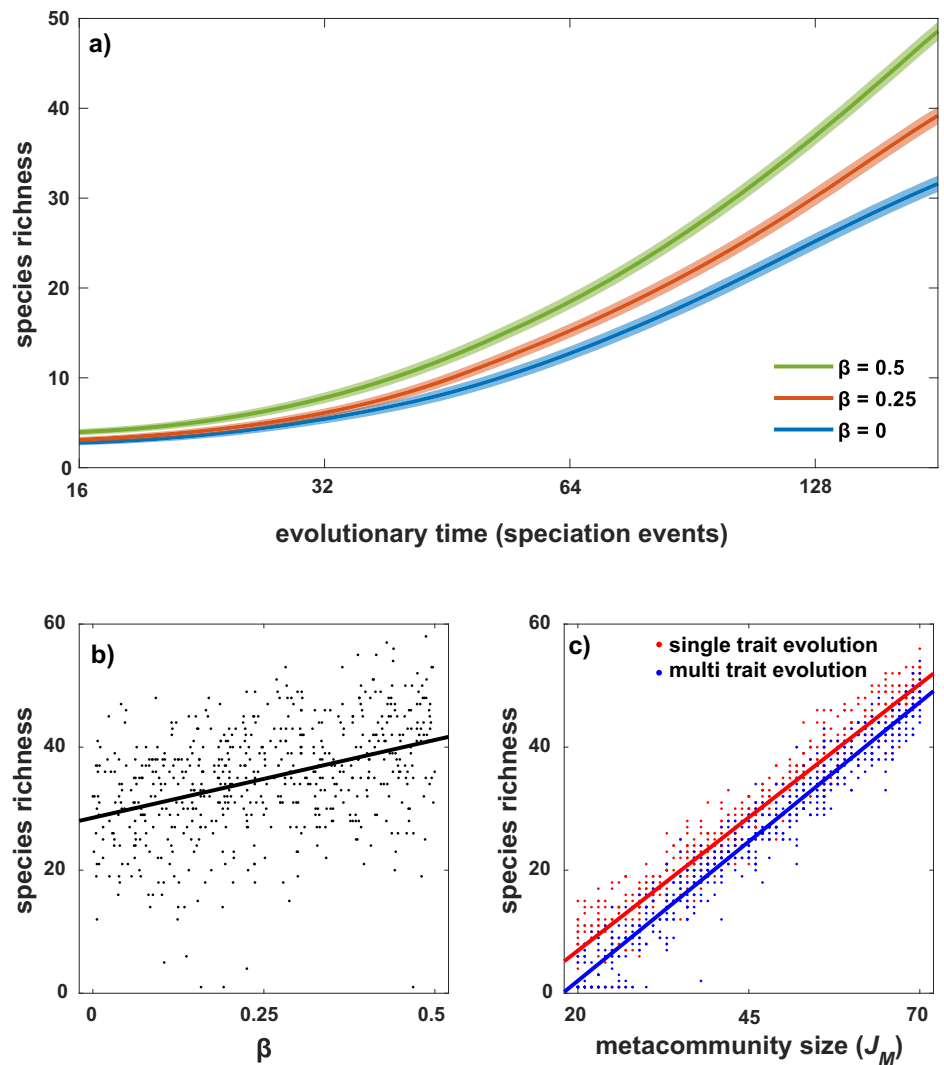 a)
50
40
30
20
10
0
species richness
β = 0.5
β = 0.25
β = 0
16 32 64 128
evolutionary time (speciation events)
b)
60
40
20
0
species richness
0 0.25 0.5
β
c)
single trait evolution
multi trait evolution
60
40
20
0
species richness
20 45 70
metacommunity size (J_M)